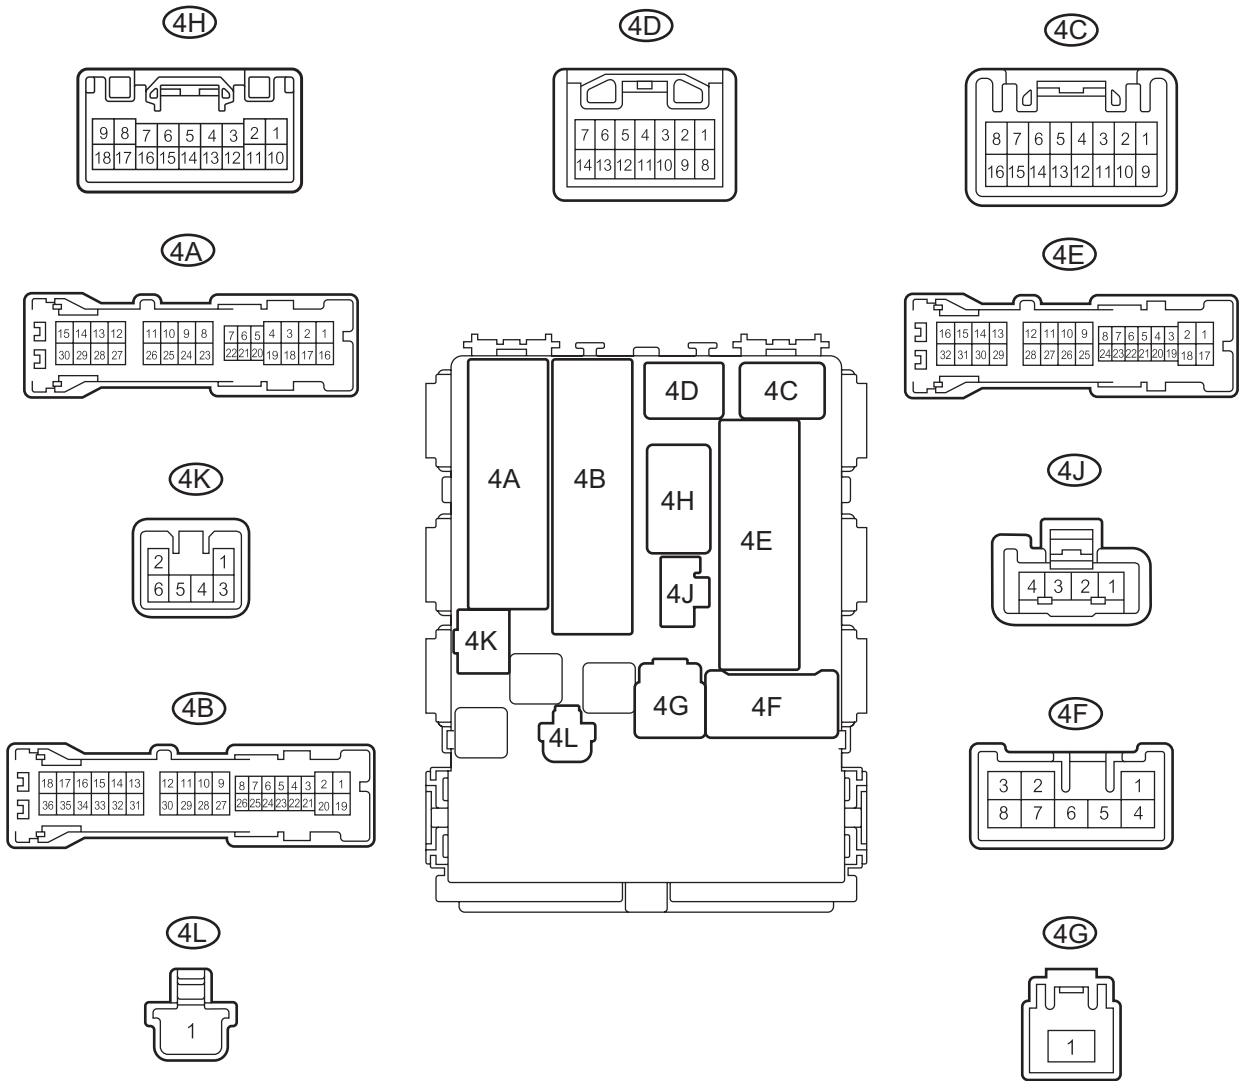 4H
4D
4C
9 8 7 6 5 4 3 2 1
18 17 16 15 14 13 12 11 10
7 6 5 4 3 2 1
14 13 12 11 10 9 8
8 7 6 5 4 3 2 1
16 15 14 13 12 11 10 9
4A
4E
15 14 13 12 11 10 9 8 7 6 5 4 3 2 1
30 29 28 27 26 25 24 23 22 21 20 19 18 17 16
16 15 14 13 12 11 10 9 8 7 6 5 4 3 2 1
32 31 30 29 28 27 26 25 24 23 22 21 20 19 18 17
4D
4C
4A
4B
4H
4E
4J
4K
4G
4F
4L
4K
4J
2 1
6 5 4 3
4 3 2 1
4B
4F
18 17 16 15 14 13 12 11 10 9 8 7 6 5 4 3 2 1
36 35 34 33 32 31 30 29 28 27 26 25 24 23 22 21 20 19
3 2 1
8 7 6 5 4
4L
4G
1
1